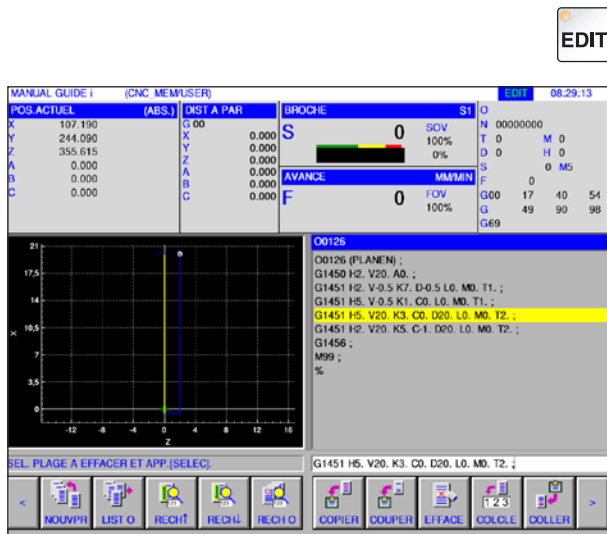 EDIT
MANUAL GUIDE i (CNC_MEM/USER) EDIT 08:29:13
POS.ACTUEL (ABS.) DIST A PAR BROCHE S1 O
X 107.190 G 00 S 0 SOV N 00000000
Y 244.090 X 0.000 100% T 0 M 0
Z 355.615 Y 0.000 0% D 0 H 0
A 0.000 Z 0.000 S 0 M5
B 0.000 A 0.000 AVANCE MM/MIN F 0
C 0.000 B 0.000 F 0 FOV G00 17 40 54
C 0.000 100% G 49 90 98
G69
O0126
O0126 (PLANEN) ;
G1450 H2. V20. A0. ;
G1451 H2. V-0.5 K7. D-0.5 L0. M0. T1. ;
G1451 H5. V-0.5 K1. C0. L0. M0. T1. ;
G1451 H5. V20. K3. C0. D20. L0. M0. T2. ;
G1451 H2. V20. K5. C-1. D20. L0. M0. T2. ;
G1456 ;
M99 ;
%
21
17,5
14
10,5
7
3,5
0
X
-12 -8 -4 0 4 8 12 16
Z
SEL. PLAGE A EFFACER ET APP.[SELEC].
G1451 H5. V20. K3. C0. D20. L0. M0. T2. ;
< NOUVPR LIST O RECH↑ RECH↓ RECH O COPIER COUPER EFFACE COLCLE COLLER >